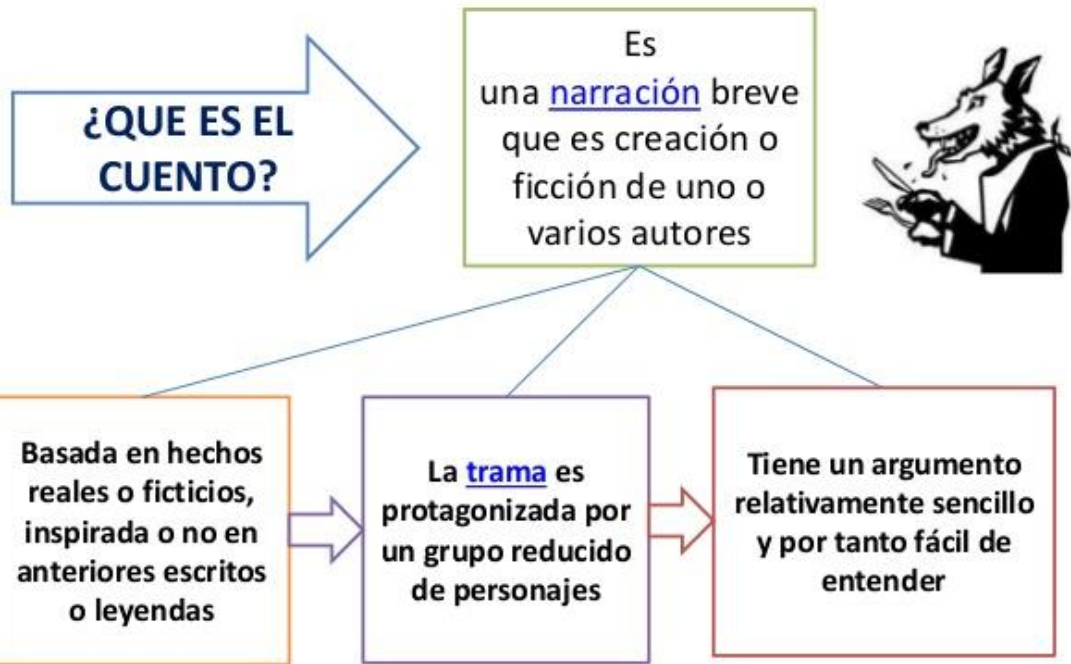 ¿QUE ES EL
CUENTO?
Es
una narración breve
que es creación o
ficción de uno o
varios autores
Basada en hechos
reales o ficticios,
inspirada o no en
anteriores escritos
o leyendas
La trama es
protagonizada por
un grupo reducido
de personajes
Tiene un argumento
relativamente sencillo
y por tanto fácil de
entender